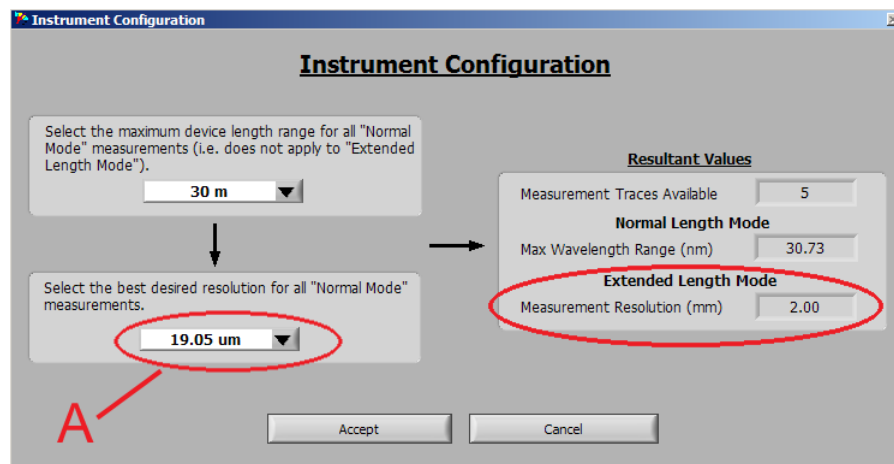 Instrument Configuration
Instrument Configuration
Select the maximum device length range for all "Normal
Mode" measurements (i.e. does not apply to "Extended
Length Mode").
30 m
Select the best desired resolution for all "Normal Mode"
measurements.
19.05 um
A
Resultant Values
Measurement Traces Available 5
Normal Length Mode
Max Wavelength Range (nm) 30.73
Extended Length Mode
Measurement Resolution (mm) 2.00
Accept Cancel